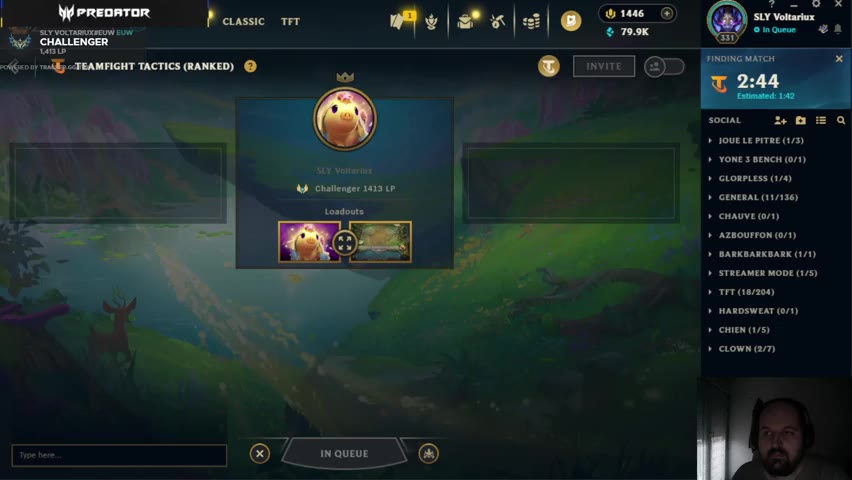 PREDATOR
CLASSIC
TFT
1
1446
79.9K
331
SLY Voltariux
In Queue
SLY VOLTARIUX#EUW EUW
CHALLENGER
1,413 LP
POWERED BY
TEAMFIGHT TACTICS (RANKED)
?
INVITE
FINDING MATCH
2:44
Estimated: 1:42
SOCIAL
JOUE LE PITRE (1/3)
YONE 3 BENCH (0/1)
GLORPLESS (1/4)
GENERAL (11/136)
CHAUVE (0/1)
AZBOUFFON (0/1)
BARKBARKBARK (1/1)
STREAMER MODE (1/5)
TFT (18/204)
HARDSWEAT (0/1)
CHIEN (1/5)
CLOWN (2/7)
SLY Voltariux
Challenger 1413 LP
Loadouts
Type here...
IN QUEUE